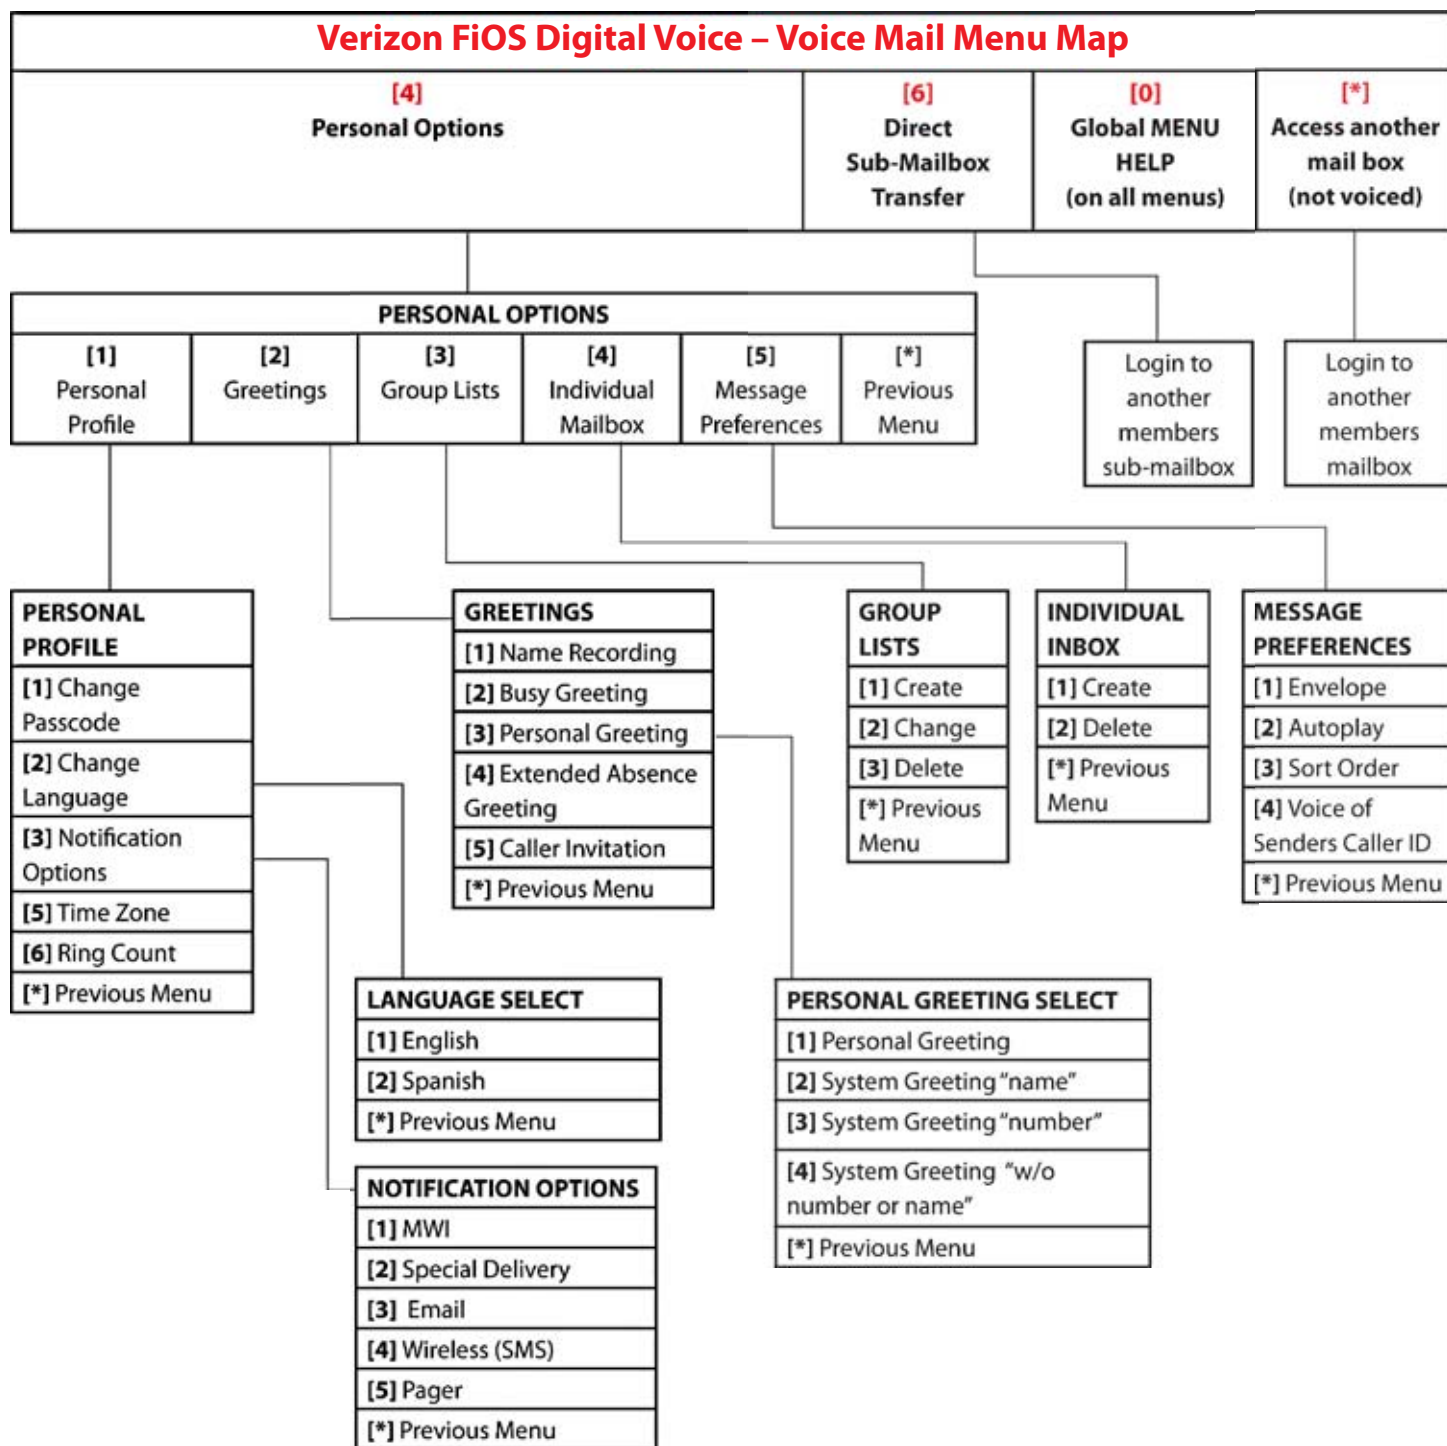 Verizon FiOS Digital Voice – Voice Mail Menu Map
[4]
Personal Options
[6]
Direct
Sub-Mailbox
Transfer
[0]
Global MENU
HELP
(on all menus)
[*]
Access another
mail box
(not voiced)
PERSONAL OPTIONS
[1]
Personal
Profile
[2]
Greetings
[3]
Group Lists
[4]
Individual
Mailbox
[5]
Message
Preferences
[*]
Previous
Menu
Login to
another
members
sub-mailbox
Login to
another
members
mailbox
PERSONAL
PROFILE
[1] Change
Passcode
[2] Change
Language
[3] Notification
Options
[5] Time Zone
[6] Ring Count
[*] Previous Menu
GREETINGS
[1] Name Recording
[2] Busy Greeting
[3] Personal Greeting
[4] Extended Absence
Greeting
[5] Caller Invitation
[*] Previous Menu
GROUP
LISTS
[1] Create
[2] Change
[3] Delete
[*] Previous
Menu
INDIVIDUAL
INBOX
[1] Create
[2] Delete
[*] Previous
Menu
MESSAGE
PREFERENCES
[1] Envelope
[2] Autoplay
[3] Sort Order
[4] Voice of
Senders Caller ID
[*] Previous Menu
LANGUAGE SELECT
[1] English
[2] Spanish
[*] Previous Menu
PERSONAL GREETING SELECT
[1] Personal Greeting
[2] System Greeting "name"
[3] System Greeting "number"
[4] System Greeting "w/o
number or name"
[*] Previous Menu
NOTIFICATION OPTIONS
[1] MWI
[2] Special Delivery
[3] Email
[4] Wireless (SMS)
[5] Pager
[*] Previous Menu